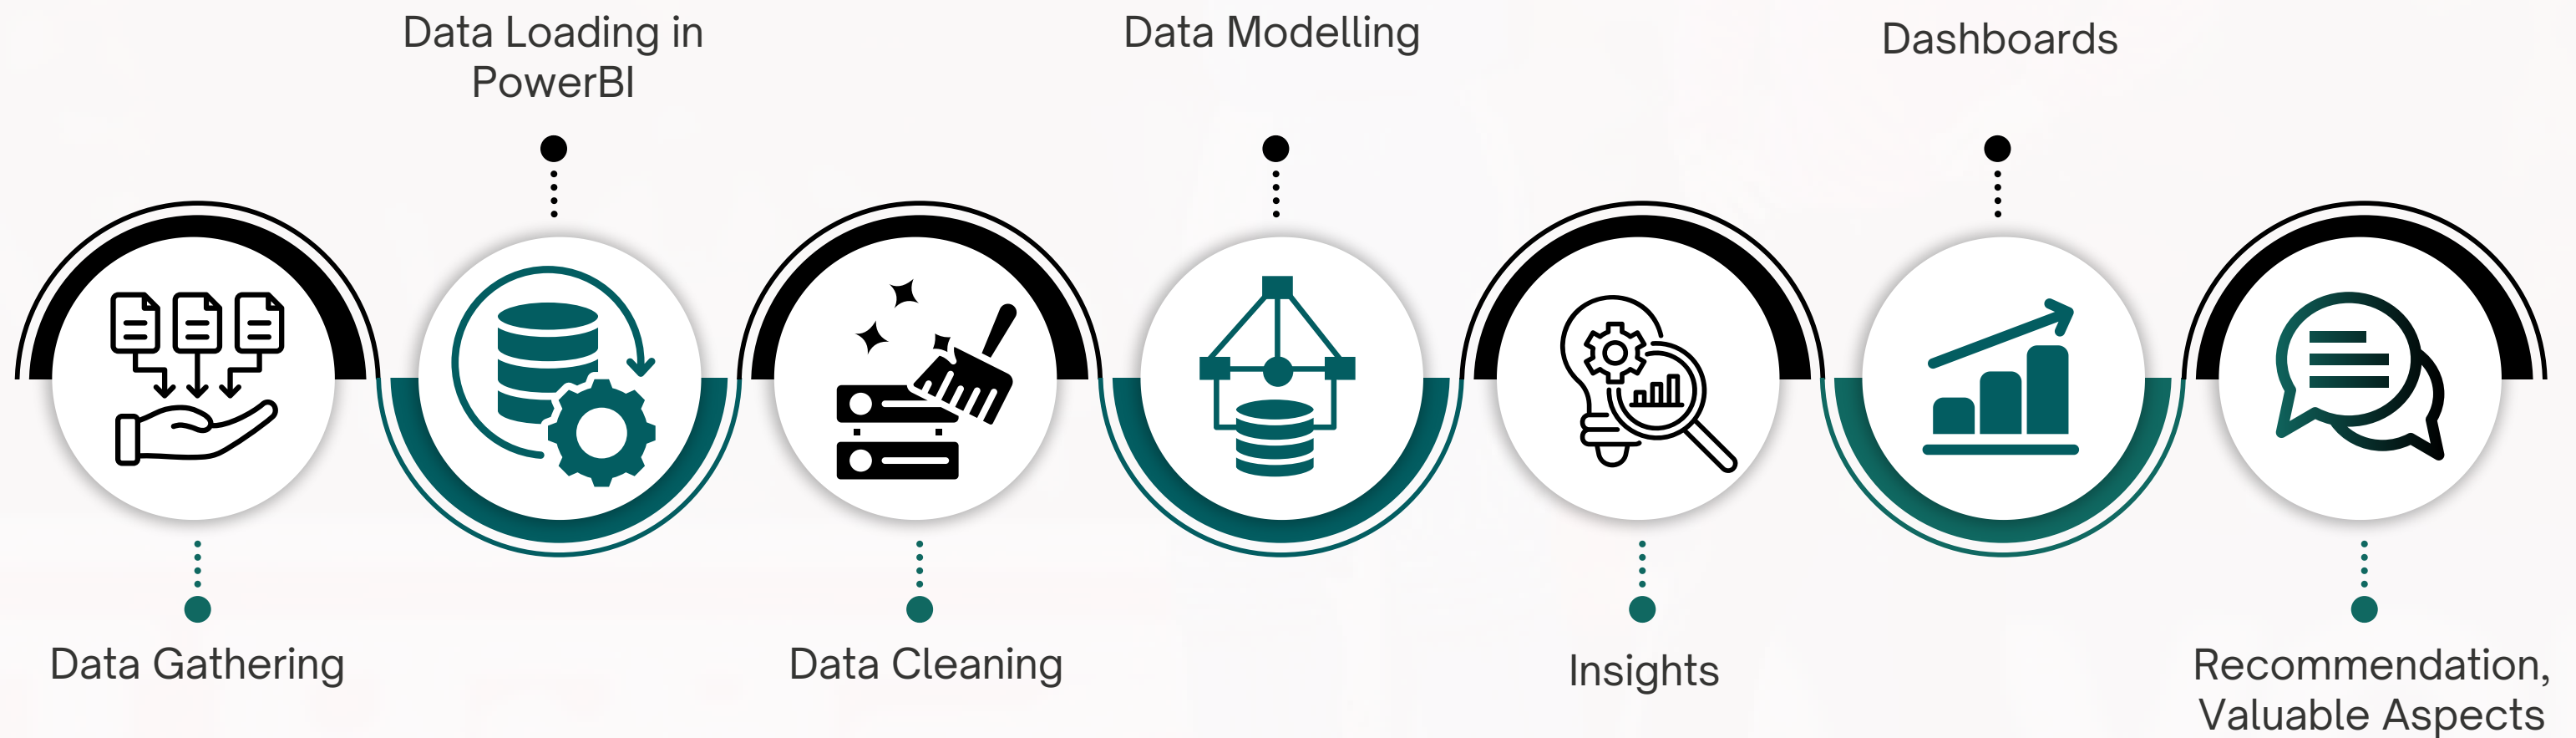 Data Gathering
Data Loading in
PowerBI
Data Cleaning
Data Modelling
Insights
Dashboards
Recommendation,
Valuable Aspects